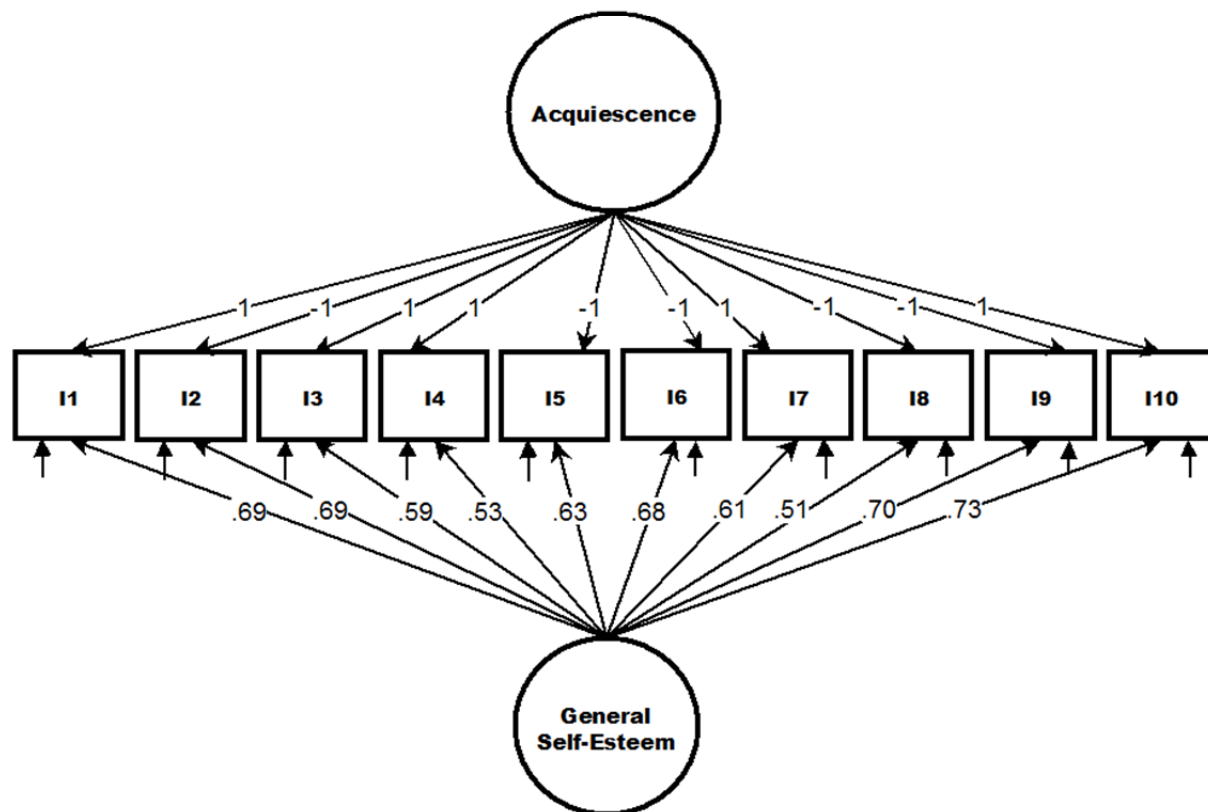 Acquiescence
1 -1 1 1 -1 -1 1 -1 -1 1
I1 I2 I3 I4 I5 I6 I7 I8 I9 I10
.69 .69 .59 .53 .63 .68 .61 .51 .70 .73
General
Self-Esteem